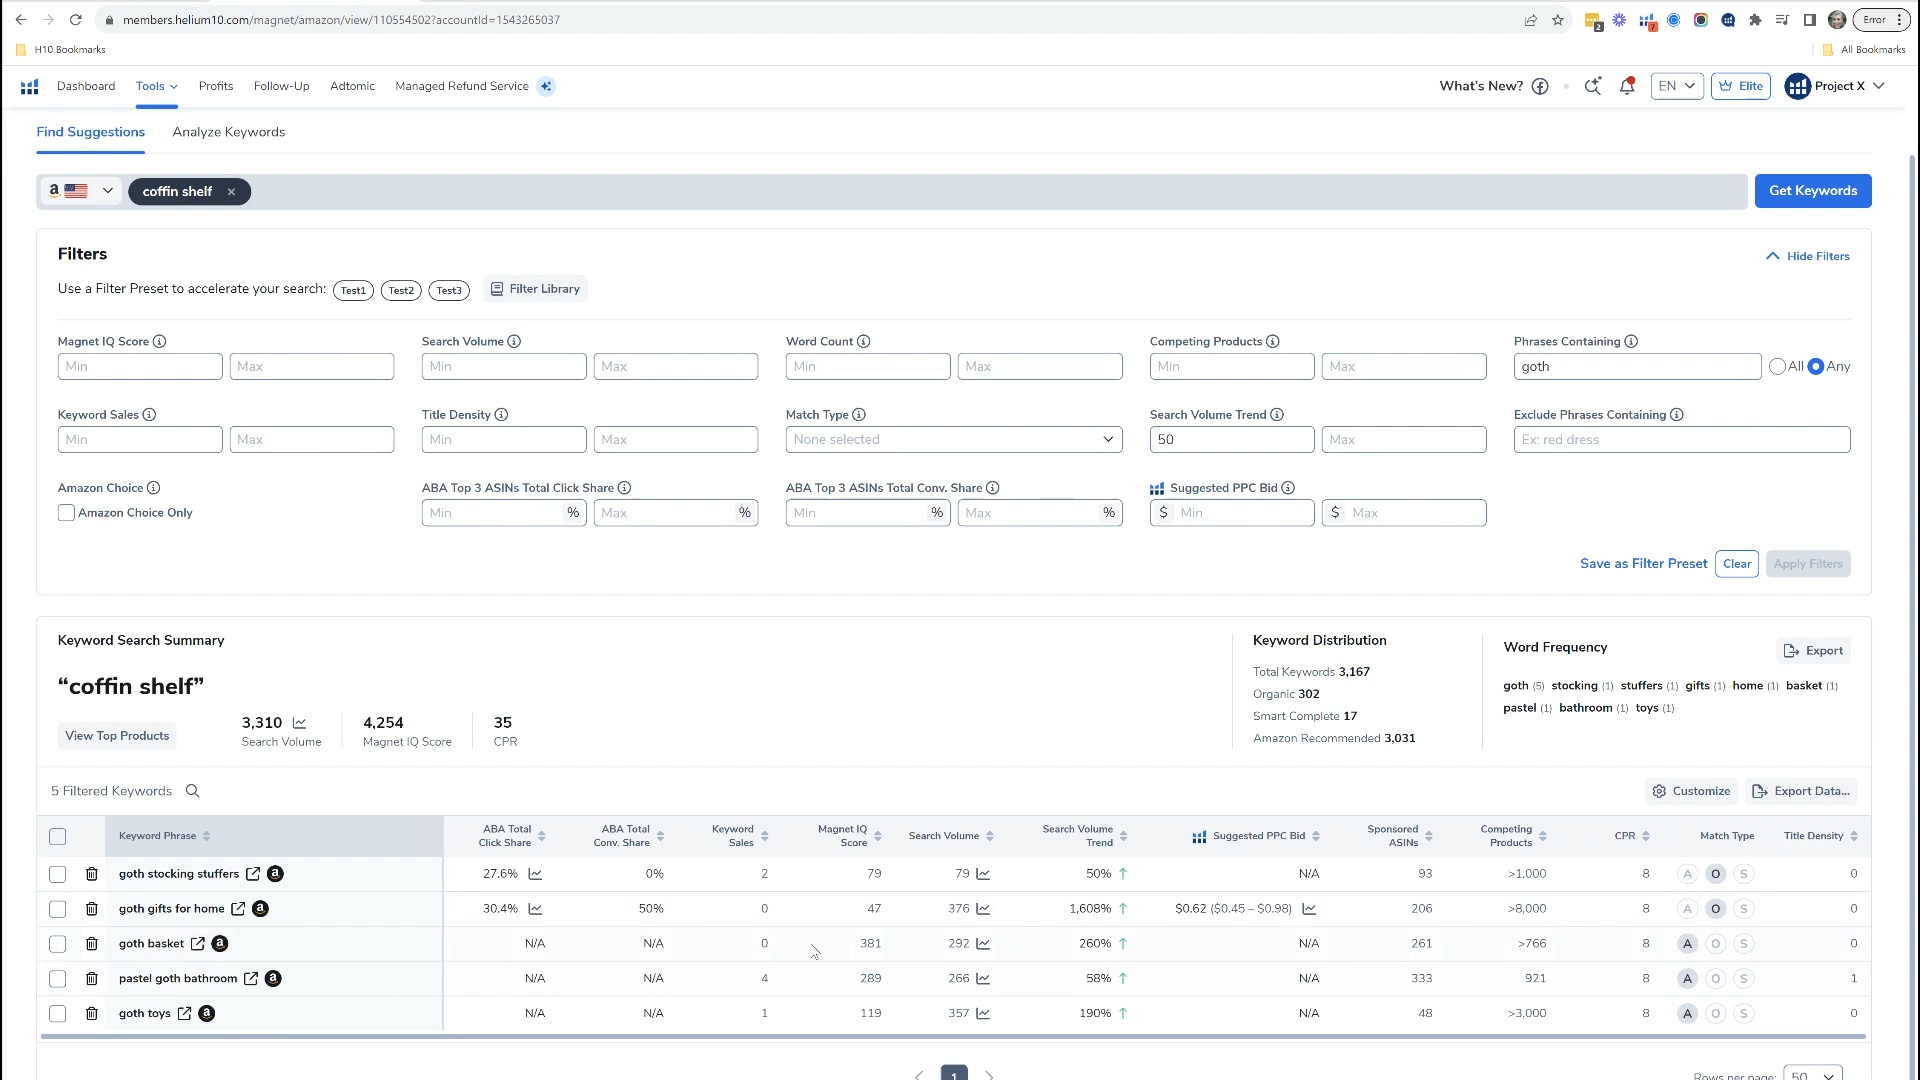 members.helium10.com/magnet/amazon/view/110554502?accountId=1543265037
2
7
Error
H10 Bookmarks
All Bookmarks
Dashboard
Tools
Profits
Follow-Up
Adtomic
Managed Refund Service
What's New?
EN
Elite
Project X
Find Suggestions
Analyze Keywords
a
coffin shelf ×
Get Keywords
Filters
Hide Filters
Use a Filter Preset to accelerate your search: Test1 Test2 Test3 Filter Library
Magnet IQ Score Search Volume Word Count Competing Products Phrases Containing
Min Max Min Max Min Max Min Max goth All Any
Keyword Sales Title Density Match Type Search Volume Trend Exclude Phrases Containing
Min Max Min Max None selected 50 Max Ex: red dress
Amazon Choice ABA Top 3 ASINs Total Click Share ABA Top 3 ASINs Total Conv. Share Suggested PPC Bid
Amazon Choice Only Min % Max % Min % Max % $ Min $ Max
Save as Filter Preset Clear Apply Filters
Keyword Search Summary
“coffin shelf”
View Top Products
3,310
Search Volume
4,254
Magnet IQ Score
35
CPR
Keyword Distribution
Total Keywords 3,167
Organic 302
Smart Complete 17
Amazon Recommended 3,031
Word Frequency
Export
goth (5) stocking (1) stuffers (1) gifts (1) home (1) basket (1)
pastel (1) bathroom (1) toys (1)
5 Filtered Keywords
Customize
Export Data...
Keyword Phrase ABA Total Click Share ABA Total Conv. Share Keyword Sales Magnet IQ Score Search Volume Search Volume Trend Suggested PPC Bid Sponsored ASINs Competing Products CPR Match Type Title Density
goth stocking stuffers a 27.6% 0% 2 79 79 50% ↑ N/A 93 >1,000 8 A O S 0
goth gifts for home a 30.4% 50% 0 47 376 1,608% ↑ $0.62 ($0.45 – $0.98) 206 >8,000 8 A O S 0
goth basket a N/A N/A 0 381 292 260% ↑ N/A 261 >766 8 A O S 0
pastel goth bathroom a N/A N/A 4 289 266 58% ↑ N/A 333 921 8 A O S 1
goth toys a N/A N/A 1 119 357 190% ↑ N/A 48 >3,000 8 A O S 0
1
Rows per page: 50